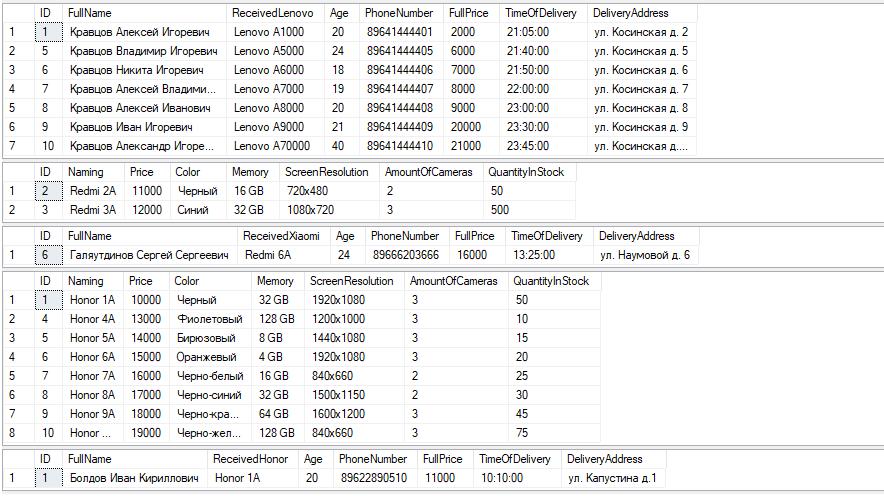 ID FullName ReceivedLenovo Age PhoneNumber FullPrice TimeOfDelivery DeliveryAddress
1 1 Кравцов Алексей Игоревич Lenovo A1000 20 89641444401 2000 21:05:00 ул. Косинская д. 2
2 5 Кравцов Владимир Игоревич Lenovo A5000 24 89641444405 6000 21:40:00 ул. Косинская д. 5
3 6 Кравцов Никита Игоревич Lenovo A6000 18 89641444406 7000 21:50:00 ул. Косинская д. 6
4 7 Кравцов Алексей Владими... Lenovo A7000 19 89641444407 8000 22:00:00 ул. Косинская д. 7
5 8 Кравцов Алексей Иванович Lenovo A8000 20 89641444408 9000 23:00:00 ул. Косинская д. 8
6 9 Кравцов Иван Игоревич Lenovo A9000 21 89641444409 20000 23:30:00 ул. Косинская д. 9
7 10 Кравцов Александр Игоре... Lenovo A70000 40 89641444410 21000 23:45:00 ул. Косинская д....
ID Naming Price Color Memory ScreenResolution AmountOfCameras QuantityInStock
1 2 Redmi 2A 11000 Черный 16 GB 720x480 2 50
2 3 Redmi 3A 12000 Синий 32 GB 1080x720 3 500
ID FullName ReceivedXiaomi Age PhoneNumber FullPrice TimeOfDelivery DeliveryAddress
1 6 Галяутдинов Сергей Сергеевич Redmi 6A 24 89666203666 16000 13:25:00 ул. Наумовой д. 6
ID Naming Price Color Memory ScreenResolution AmountOfCameras QuantityInStock
1 1 Honor 1A 10000 Черный 32 GB 1920x1080 3 50
2 4 Honor 4A 13000 Фиолетовый 128 GB 1200x1000 3 10
3 5 Honor 5A 14000 Бирюзовый 8 GB 1440x1080 3 15
4 6 Honor 6A 15000 Оранжевый 4 GB 1920x1080 3 20
5 7 Honor 7A 16000 Черно-белый 16 GB 840x660 2 25
6 8 Honor 8A 17000 Черно-синий 32 GB 1500x1150 2 30
7 9 Honor 9A 18000 Черно-кра... 64 GB 1600x1200 3 45
8 10 Honor ... 19000 Черно-жел... 128 GB 840x660 3 75
ID FullName ReceivedHonor Age PhoneNumber FullPrice TimeOfDelivery DeliveryAddress
1 1 Болдов Иван Кириллович Honor 1A 20 89622890510 11000 10:10:00 ул. Капустина д.1